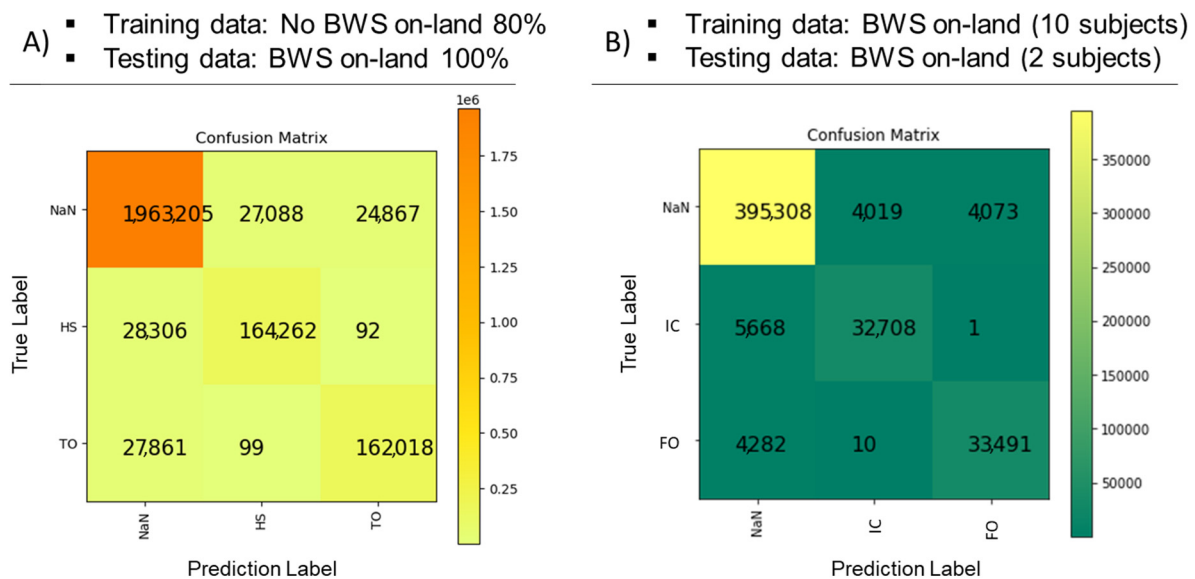 A)
▪ Training data: No BWS on-land 80%
▪ Testing data: BWS on-land 100%
1e6
Confusion Matrix
True Label
NaN 1,963,205 27,088 24,867
HS 28,306 164,262 92
TO 27,861 99 162,018
NaN HS TO
Prediction Label
1.75
1.50
1.25
1.00
0.75
0.50
0.25
B)
▪ Training data: BWS on-land (10 subjects)
▪ Testing data: BWS on-land (2 subjects)
Confusion Matrix
True Label
NaN 395,308 4,019 4,073
IC 5,668 32,708 1
FO 4,282 10 33,491
NaN IC FO
Prediction Label
350000
300000
250000
200000
150000
100000
50000